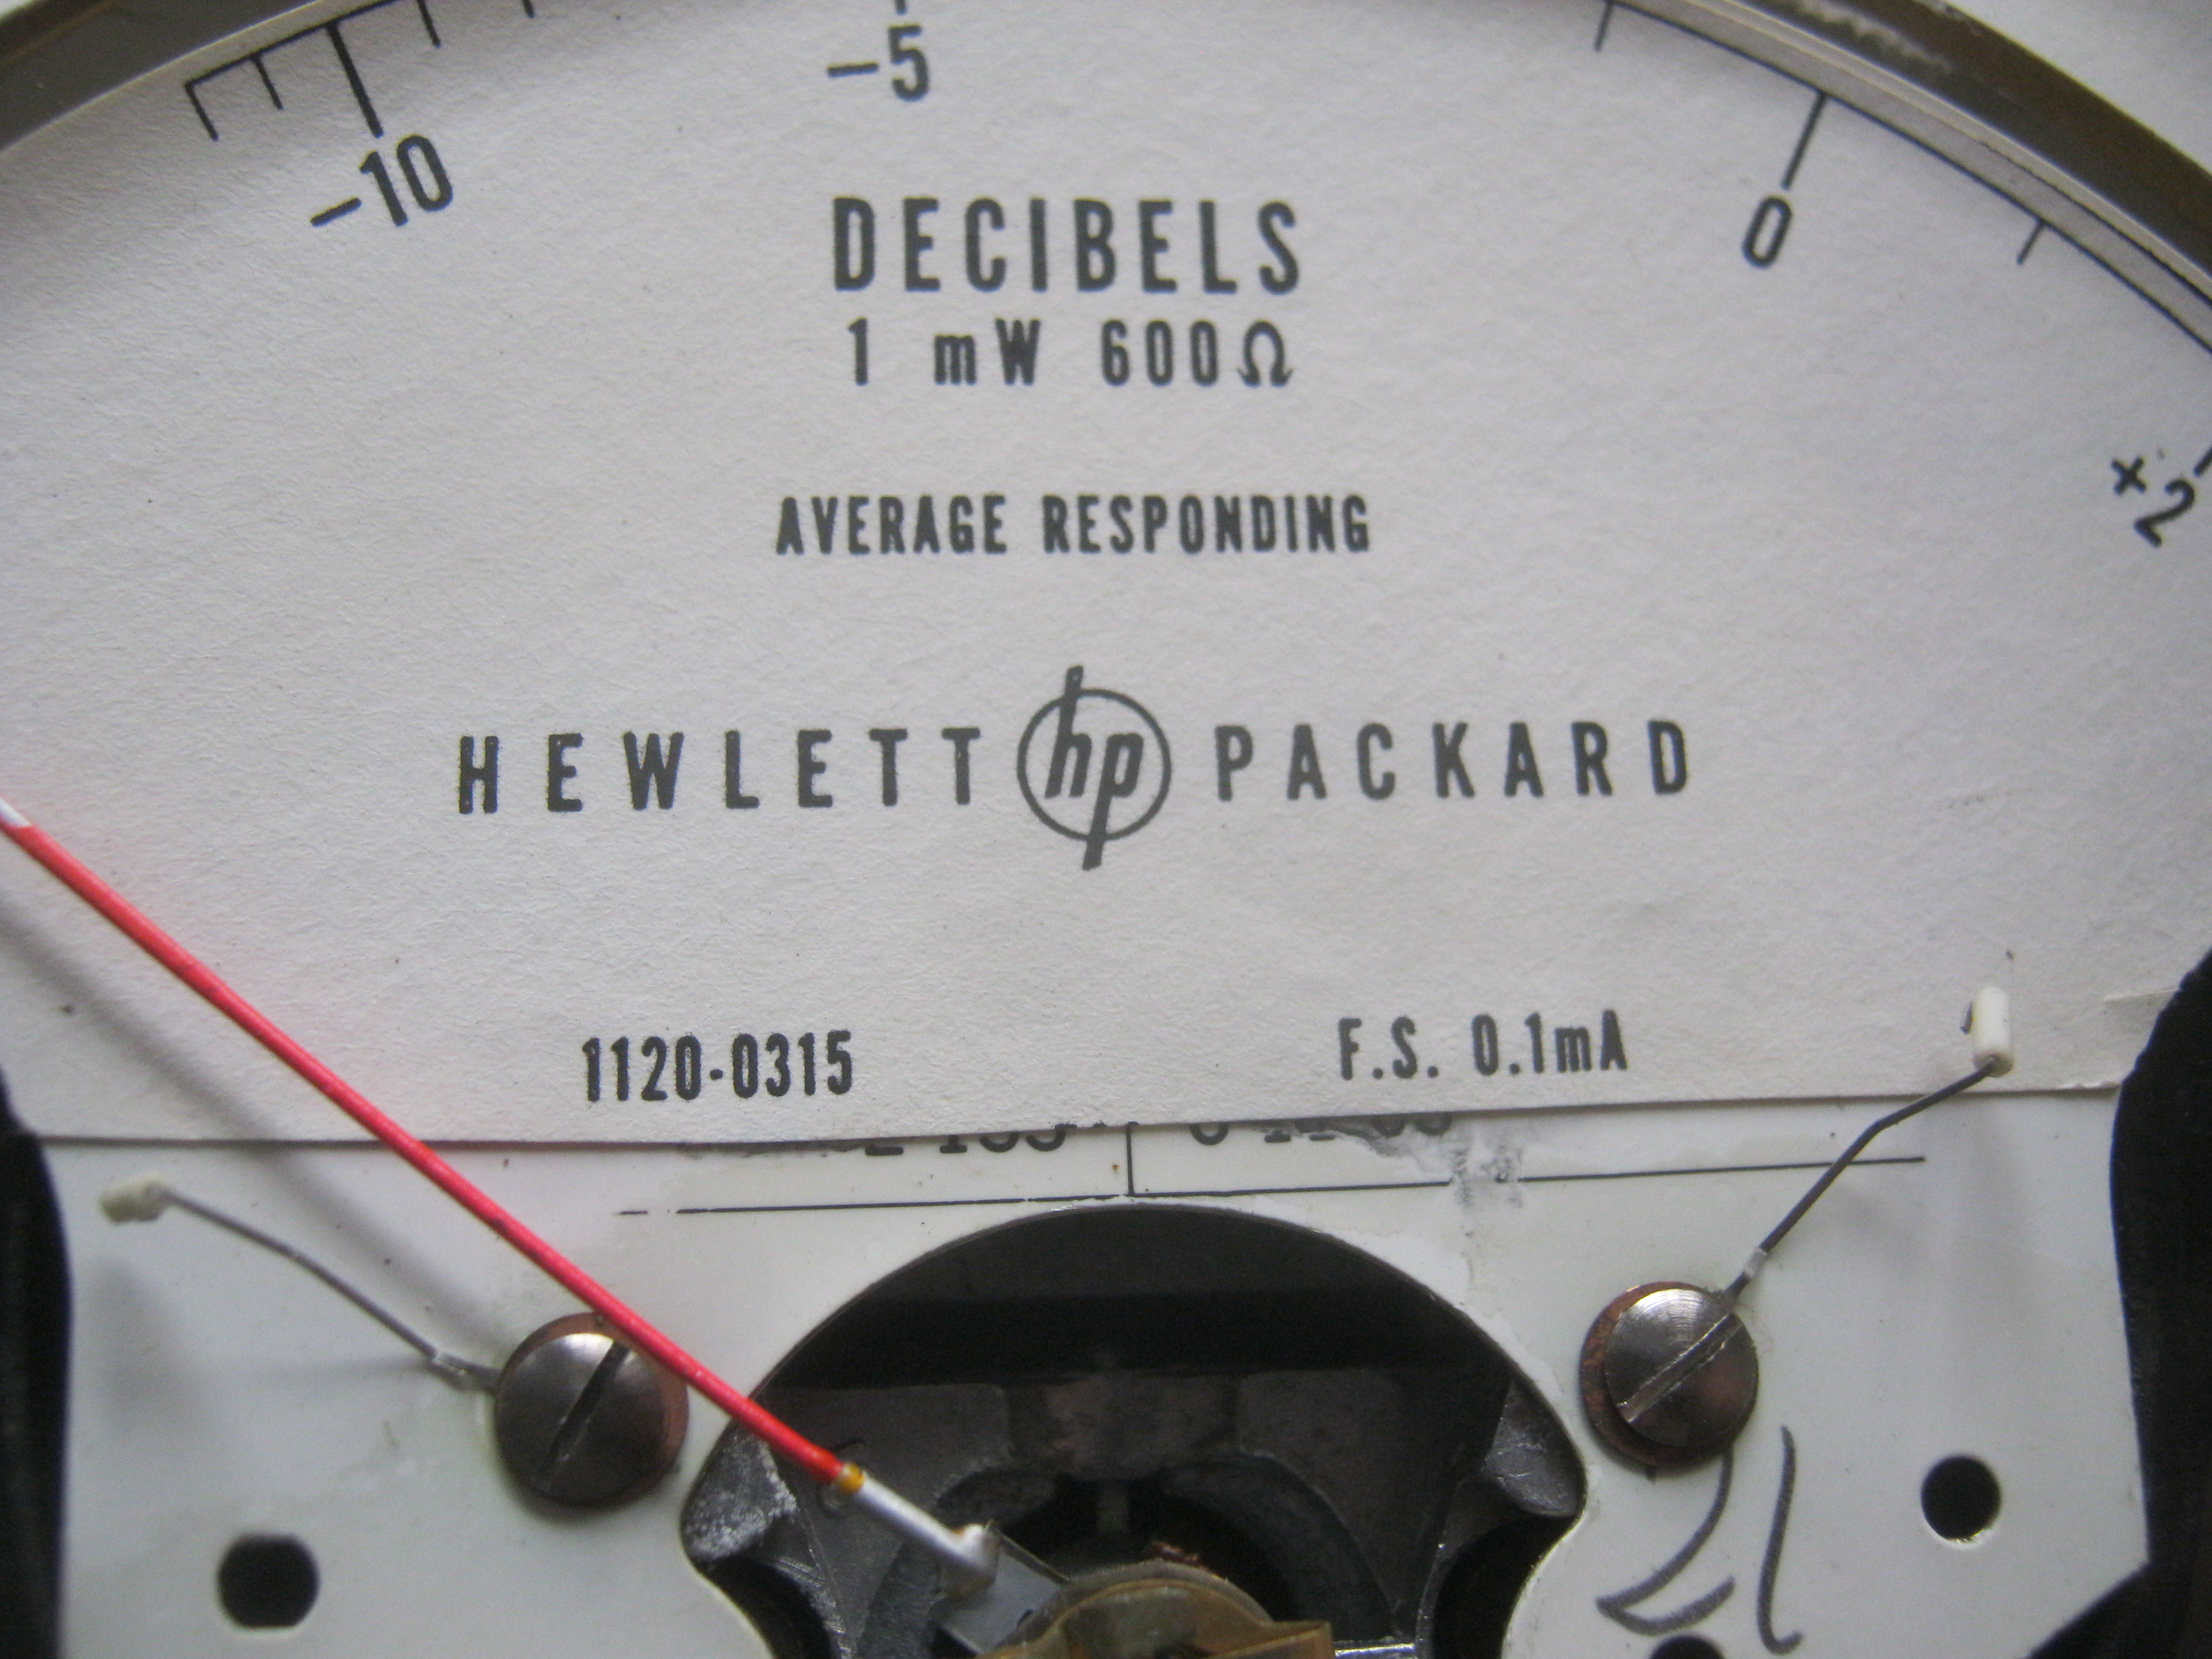 -10 -5 0 +2
DECIBELS
1 mW 600Ω
AVERAGE RESPONDING
HEWLETT hp PACKARD
1120-0315 F.S. 0.1mA